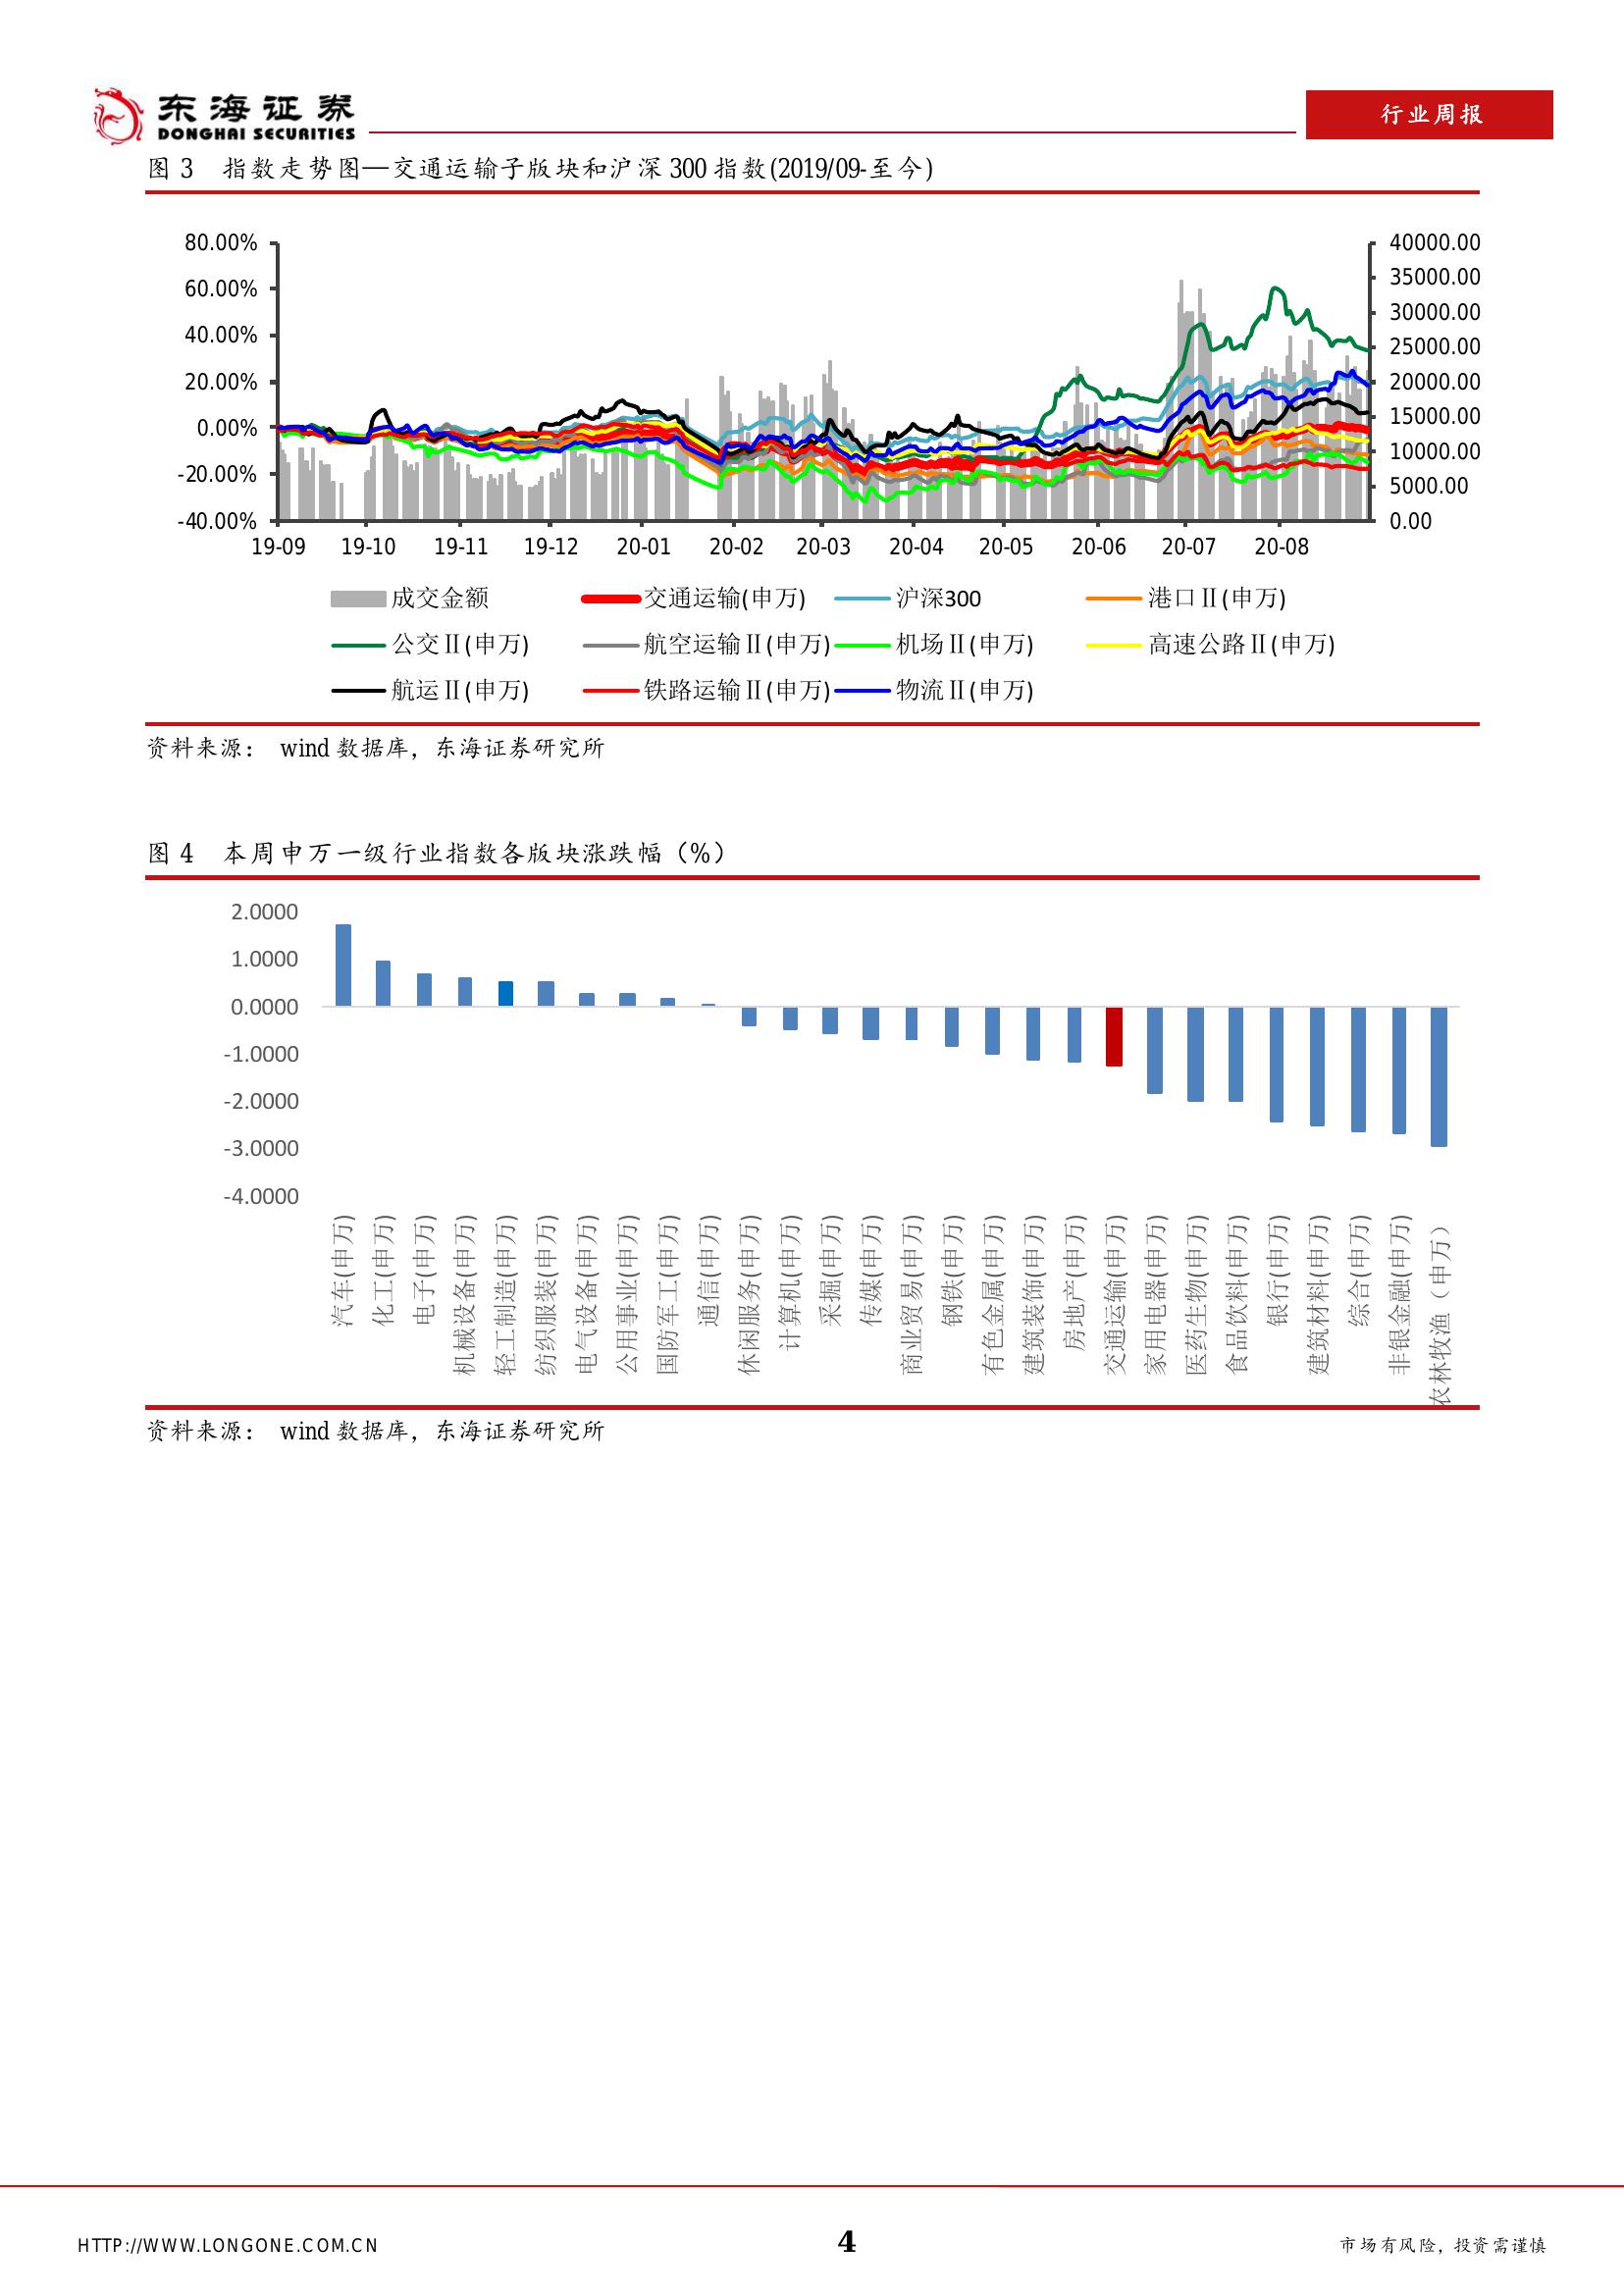 东海证券
DONGHAI SECURITIES
行业周报
图 3 指数走势图—交通运输子版块和沪深 300 指数(2019/09-至今)
80.00%
60.00%
40.00%
20.00%
0.00%
-20.00%
-40.00%
40000.00
35000.00
30000.00
25000.00
20000.00
15000.00
10000.00
5000.00
0.00
19-09 19-10 19-11 19-12 20-01 20-02 20-03 20-04 20-05 20-06 20-07 20-08
成交金额 交通运输(申万) 沪深300 港口Ⅱ(申万)
公交Ⅱ(申万) 航空运输Ⅱ(申万) 机场Ⅱ(申万) 高速公路Ⅱ(申万)
航运Ⅱ(申万) 铁路运输Ⅱ(申万) 物流Ⅱ(申万)
资料来源： wind 数据库，东海证券研究所
图 4 本周申万一级行业指数各版块涨跌幅（%）
2.0000
1.0000
0.0000
-1.0000
-2.0000
-3.0000
-4.0000
汽车(申万)
化工(申万)
电子(申万)
机械设备(申万)
轻工制造(申万)
纺织服装(申万)
电气设备(申万)
公用事业(申万)
国防军工(申万)
通信(申万)
休闲服务(申万)
计算机(申万)
采掘(申万)
传媒(申万)
商业贸易(申万)
钢铁(申万)
有色金属(申万)
建筑装饰(申万)
房地产(申万)
交通运输(申万)
家用电器(申万)
医药生物(申万)
食品饮料(申万)
银行(申万)
建筑材料(申万)
综合(申万)
非银金融(申万)
农林牧渔（申万）
资料来源： wind 数据库，东海证券研究所
HTTP://WWW.LONGONE.COM.CN
4
市场有风险，投资需谨慎